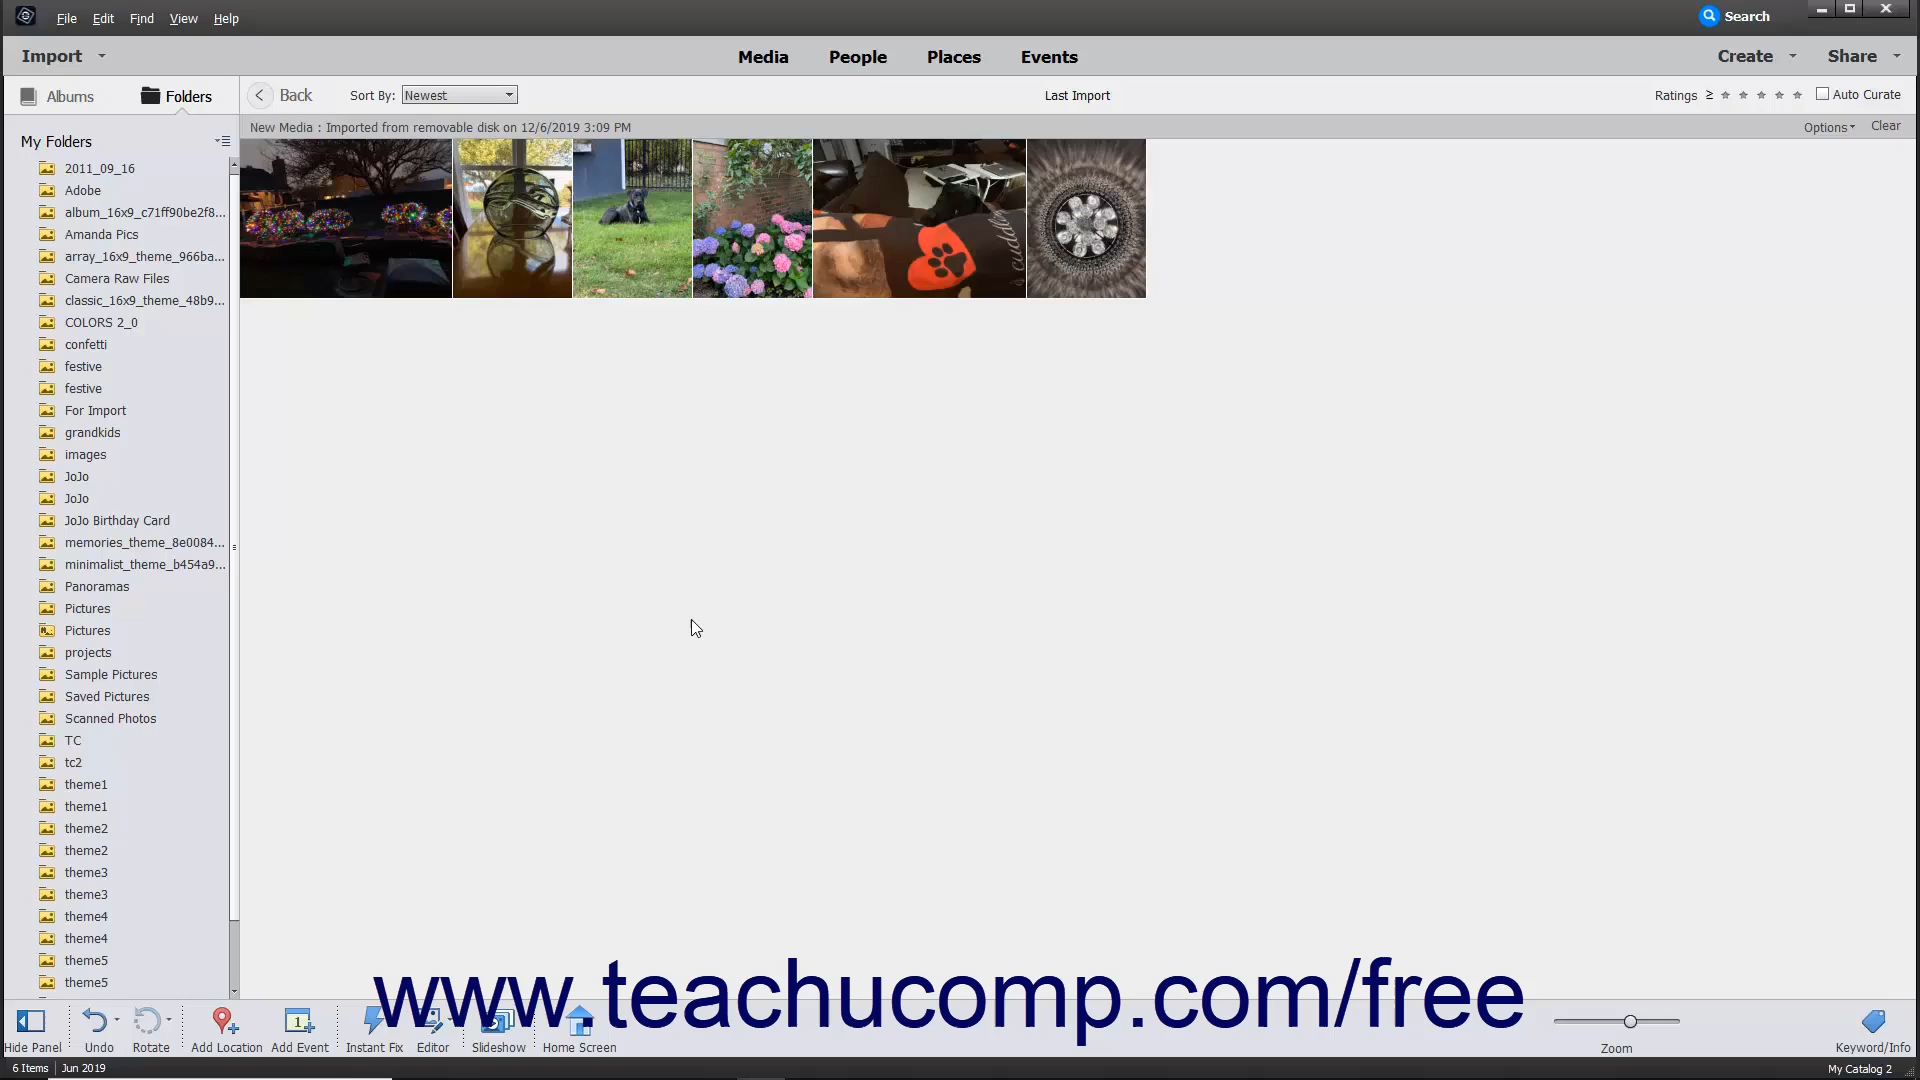 File Edit Find View Help
Search
Import
Media People Places Events
Create Share
Albums Folders
Back Sort By: Newest
Last Import
Ratings ≥
Auto Curate
New Media : Imported from removable disk on 12/6/2019 3:09 PM
Options Clear
My Folders
2011_09_16
Adobe
album_16x9_c71ff90be2f8...
Amanda Pics
array_16x9_theme_966ba...
Camera Raw Files
classic_16x9_theme_48b9...
COLORS 2_0
confetti
festive
festive
For Import
grandkids
images
JoJo
JoJo
JoJo Birthday Card
memories_theme_8e0084...
minimalist_theme_b454a9...
Panoramas
Pictures
Pictures
projects
Sample Pictures
Saved Pictures
Scanned Photos
TC
tc2
theme1
theme1
theme2
theme2
theme3
theme3
theme4
theme4
theme5
theme5
www.teachucomp.com/free
Hide Panel Undo Rotate Add Location Add Event Instant Fix Editor Slideshow Home Screen
Zoom
Keyword/Info
6 Items Jun 2019
My Catalog 2